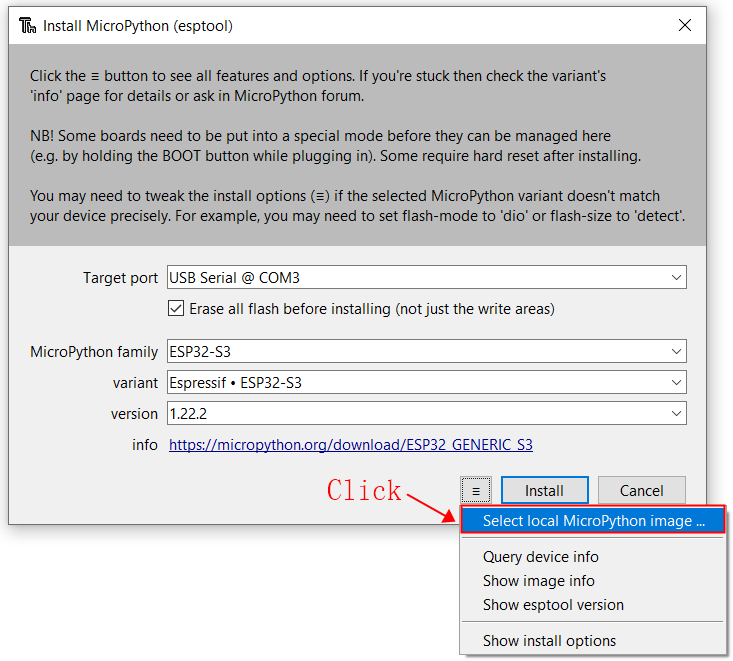 Install MicroPython (esptool)
Click the ≡ button to see all features and options. If you're stuck then check the variant's
'info' page for details or ask in MicroPython forum.
NB! Some boards need to be put into a special mode before they can be managed here
(e.g. by holding the BOOT button while plugging in). Some require hard reset after installing.
You may need to tweak the install options (≡) if the selected MicroPython variant doesn't match
your device precisely. For example, you may need to set flash-mode to 'dio' or flash-size to 'detect'.
Target port USB Serial @ COM3
Erase all flash before installing (not just the write areas)
MicroPython family ESP32-S3
variant Espressif • ESP32-S3
version 1.22.2
info https://micropython.org/download/ESP32_GENERIC_S3
Click ≡ Install Cancel
Select local MicroPython image ...
Query device info
Show image info
Show esptool version
Show install options